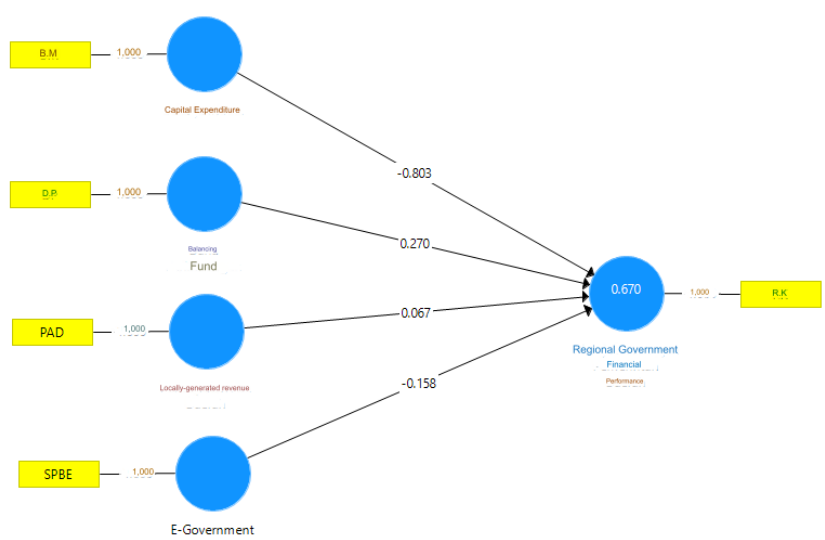 B.M
1,000
Capital Expenditure
-0.803
D.P
1,000
Balancing
Fund
0.270
0.670
1,000
R.K
PAD
1,000
0.067
Regional Government
Financial
Performance
Locally-generated revenue
-0.158
SPBE
1,000
E-Government